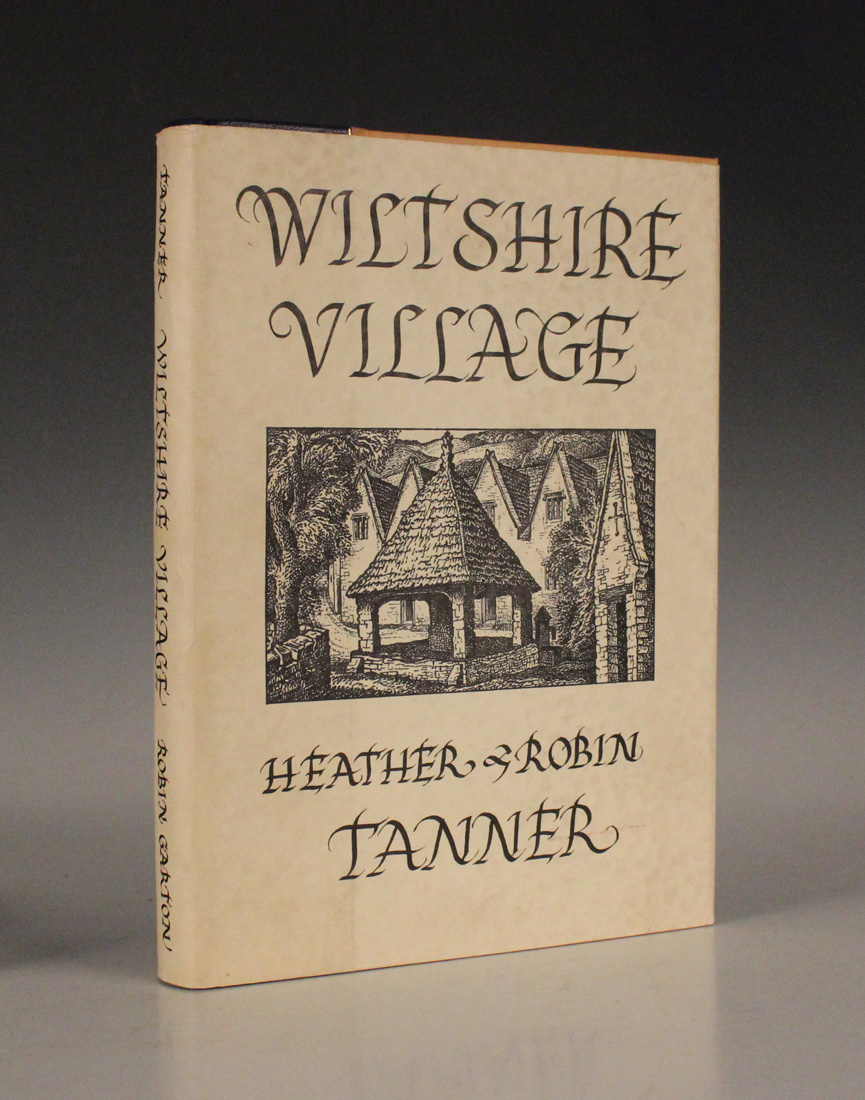 WILTSHIRE
VILLAGE
HEATHER & ROBIN
TANNER
TANNER WILTSHIRE VILLAGE ROBIN GARTON